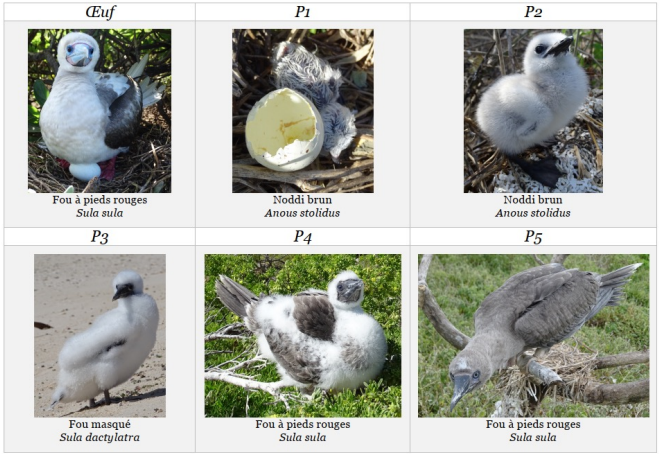 Œuf
P1
P2
Fou à pieds rouges
Sula sula
Noddi brun
Anous stolidus
Noddi brun
Anous stolidus
P3
P4
P5
Fou masqué
Sula dactylatra
Fou à pieds rouges
Sula sula
Fou à pieds rouges
Sula sula